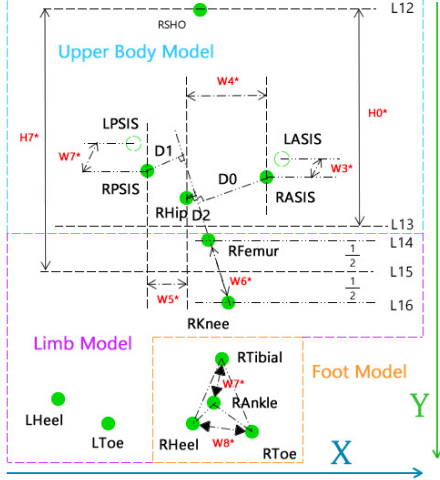 L12
RSHO
Upper Body Model
W4*
H0*
H7*
LPSIS
LASIS
D1
W7*
W3*
D0
RPSIS
RASIS
RHip
D2
L13
RFemur
L14
1/2
L15
W6*
1/2
W5*
L16
RKnee
Limb Model
RTibial
Foot Model
W7*
LHeel
RAnkle
Y
LToe
RHeel
W8*
RToe
X